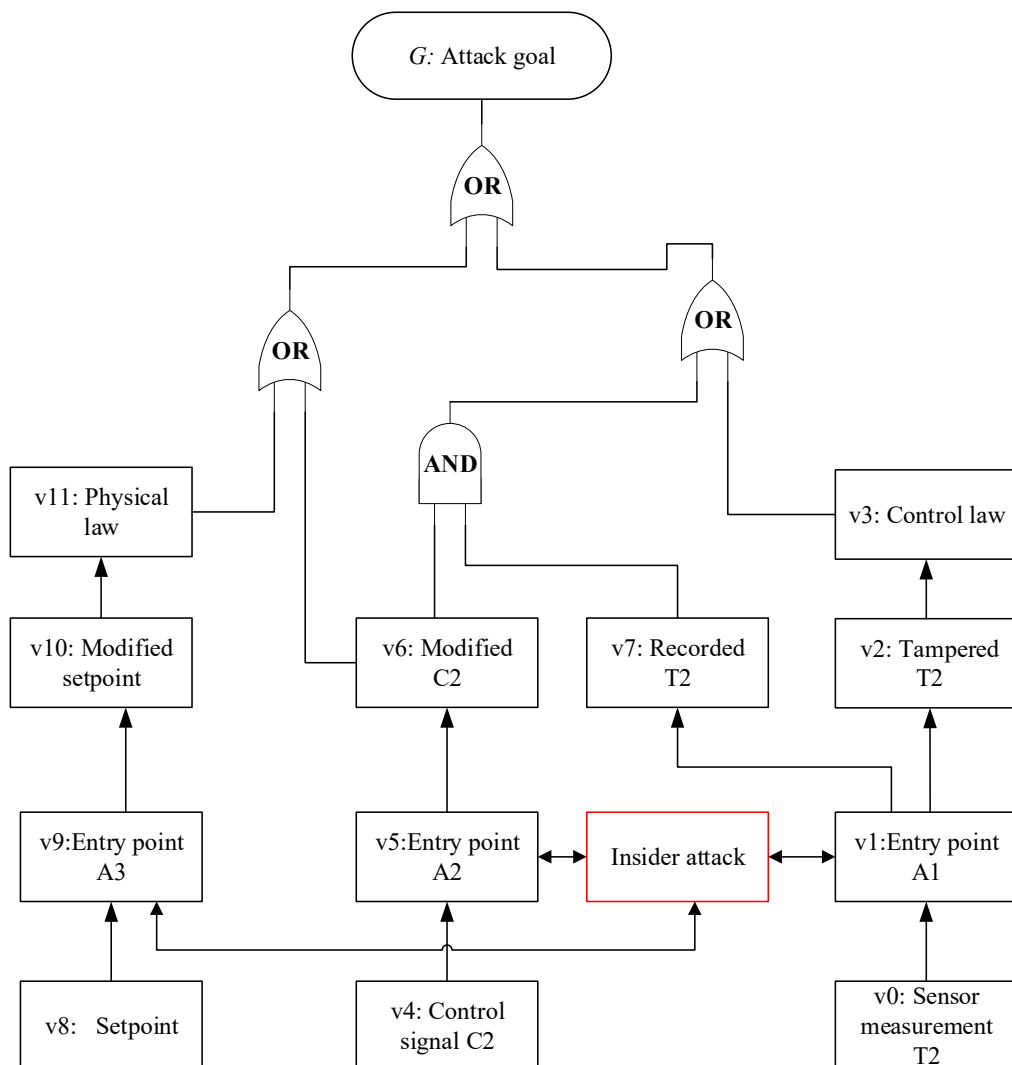 G: Attack goal
OR
OR
OR
AND
v11: Physical
law
v3: Control law
v10: Modified
setpoint
v6: Modified
C2
v7: Recorded
T2
v2: Tampered
T2
v9:Entry point
A3
v5:Entry point
A2
Insider attack
v1:Entry point
A1
v8: Setpoint
v4: Control
signal C2
v0: Sensor
measurement
T2